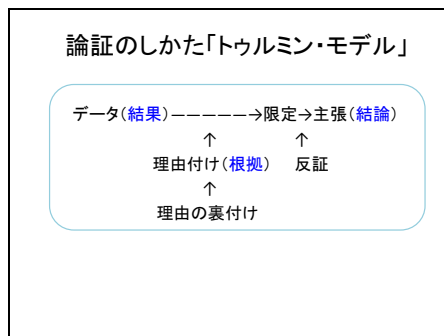 論証のしかた「トゥルミン・モデル」
データ(結果)−−−−−→限定→主張(結論)
↑ ↑
理由付け(根拠) 反証
↑
理由の裏付け